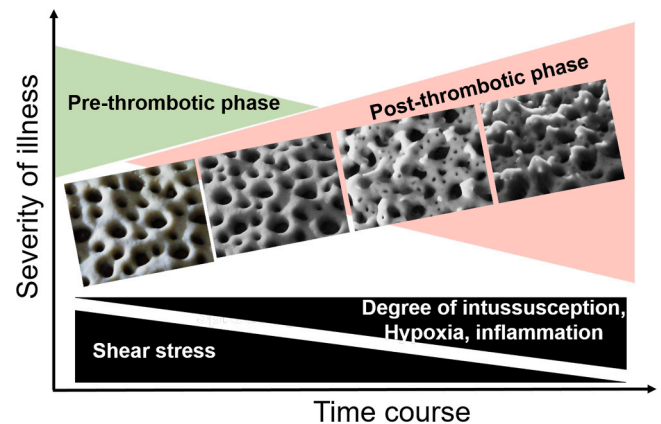 Severity of illness
Pre-thrombotic phase
Post-thrombotic phase
Degree of intussusception,
Hypoxia, inflammation
Shear stress
Time course